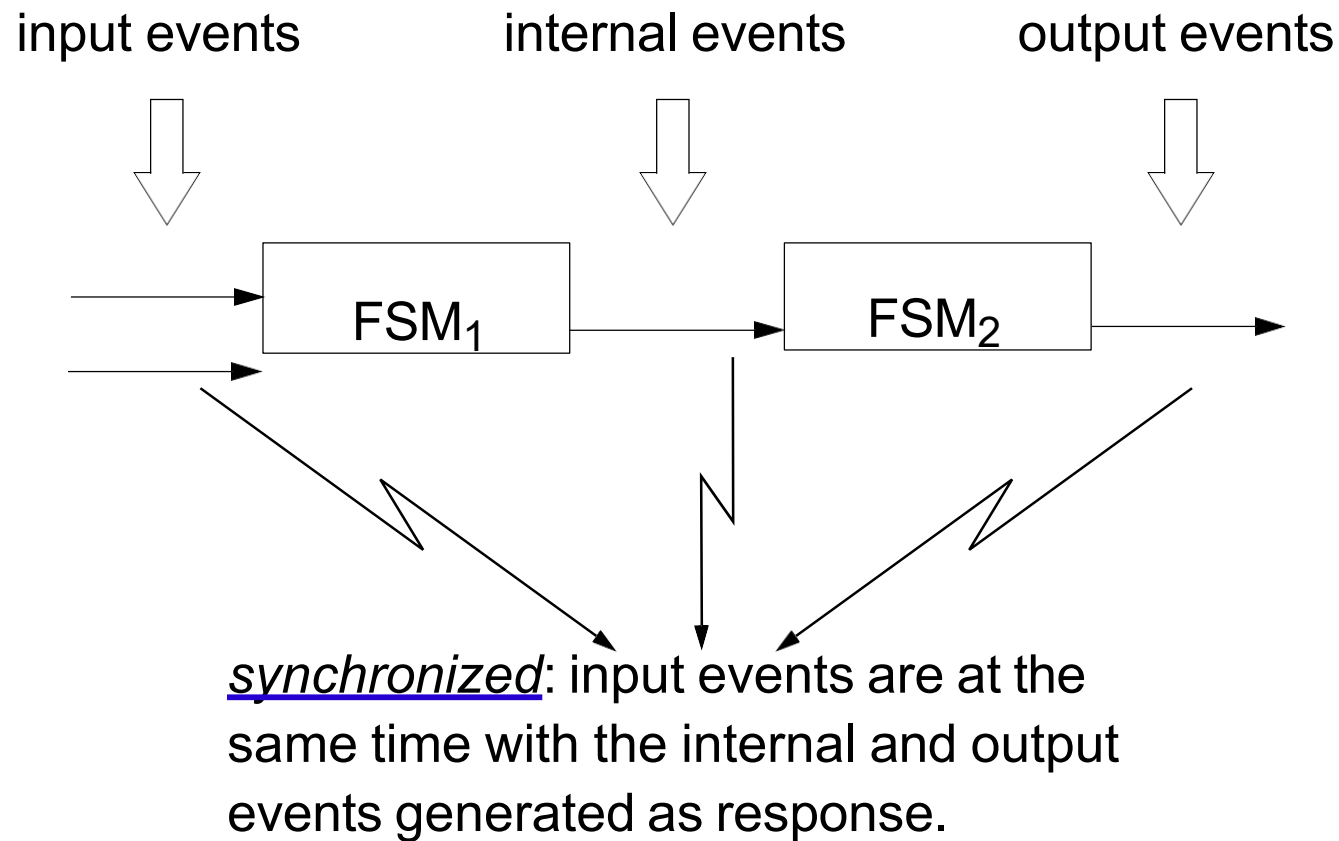 input events
internal events
output events
FSM1
FSM2
synchronized: input events are at the
same time with the internal and output
events generated as response.